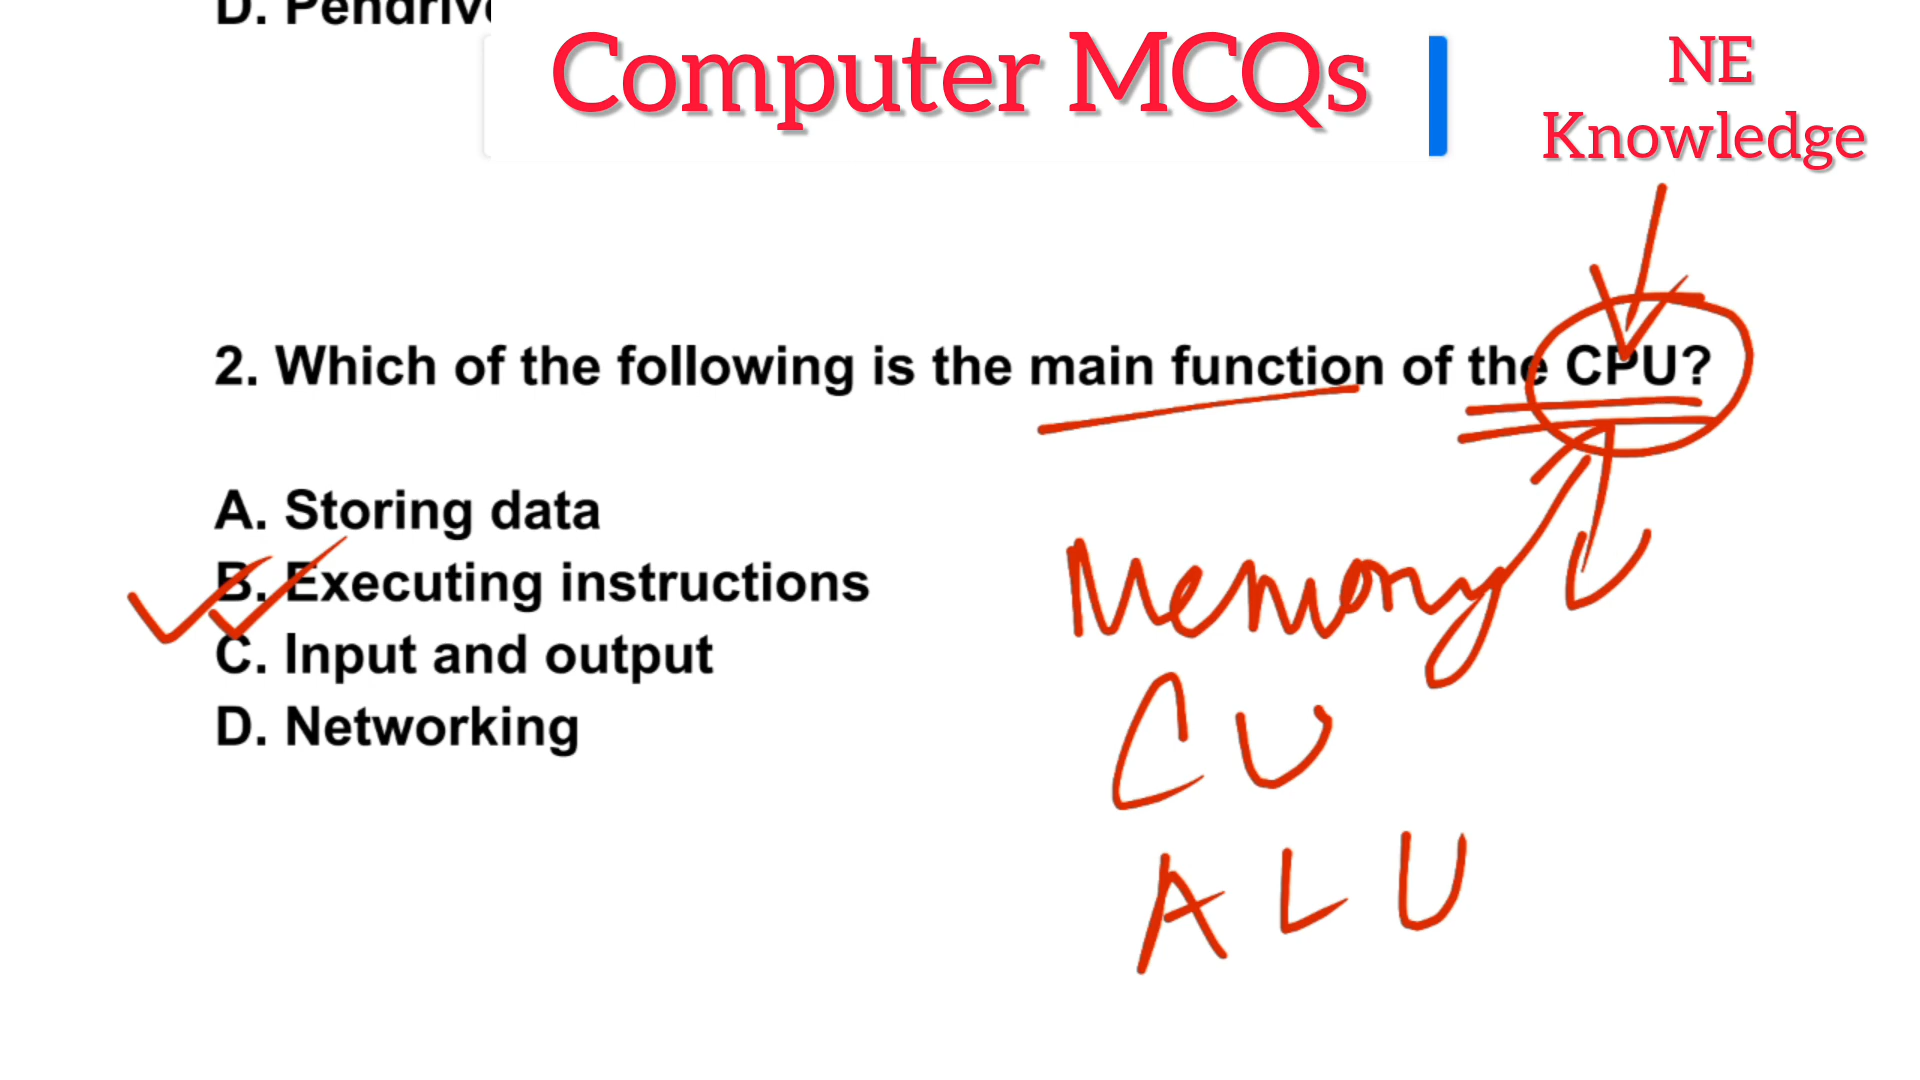 D. Pendriv
Computer MCQs
NE
Knowledge
2. Which of the following is the main function of the CPU?
A. Storing data
B. Executing instructions
C. Input and output
D. Networking
Memory
CU
ALU